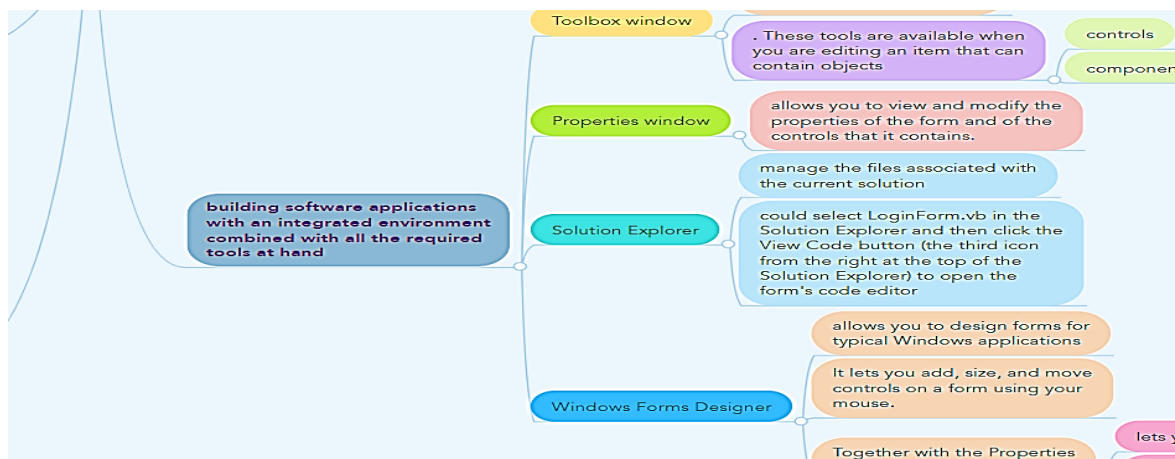 Toolbox window
. These tools are available when
you are editing an item that can
contain objects
controls
Properties window
allows you to view and modify the
properties of the form and of the
controls that it contains.
building software applications
with an integrated environment
combined with all the required
tools at hand
Solution Explorer
manage the files associated with
the current solution
could select LoginForm.vb in the
Solution Explorer and then click the
View Code button (the third icon
from the right at the top of the
Solution Explorer) to open the
form's code editor
Windows Forms Designer
allows you to design forms for
typical Windows applications
It lets you add, size, and move
controls on a form using your
mouse.
Together with the Properties
lets